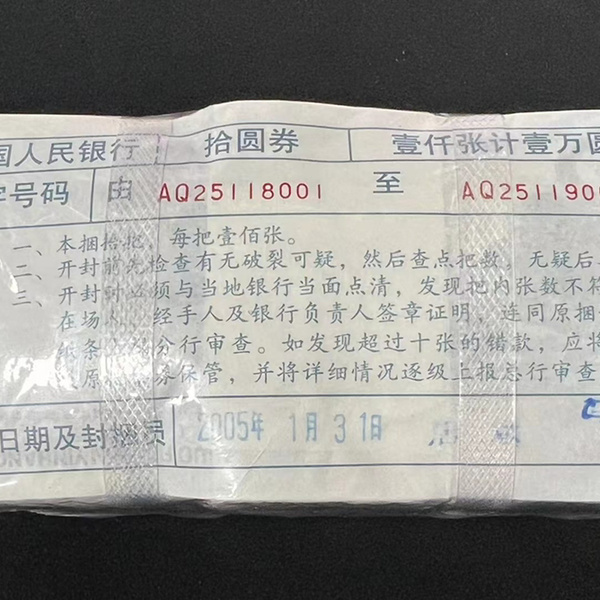 国人民银行 拾圆券 壹仟张计壹万圆
字号码 由 AQ25118001 至 AQ2511900
一、本捆拾把，每把壹佰张。
二、开封前先检查有无破裂可疑，然后查点把数，无疑后
三、开封时必须与当地银行当面点清，发现把内张数不符
在场人、经手人及银行负责人签章证明，连同原捆
纸条 分行审查。如发现超过十张的错款，应将
原 券保管，并将详细情况逐级上报总行审查
日期及封捆员 2005年 1月31日